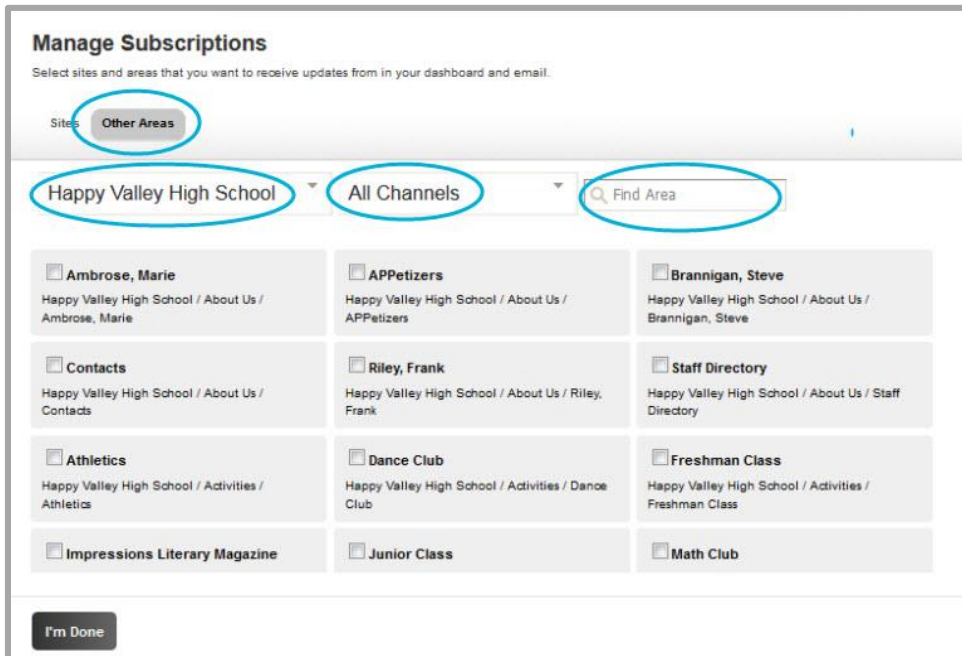 Manage Subscriptions
Select sites and areas that you want to receive updates from in your dashboard and email.
Sites Other Areas
Happy Valley High School All Channels Find Area
Ambrose, Marie
Happy Valley High School / About Us /
Ambrose, Marie
APPetizers
Happy Valley High School / About Us /
APPetizers
Brannigan, Steve
Happy Valley High School / About Us /
Brannigan, Steve
Contacts
Happy Valley High School / About Us /
Contacts
Riley, Frank
Happy Valley High School / About Us / Riley,
Frank
Staff Directory
Happy Valley High School / About Us / Staff
Directory
Athletics
Happy Valley High School / Activities /
Athletics
Dance Club
Happy Valley High School / Activities / Dance
Club
Freshman Class
Happy Valley High School / Activities /
Freshman Class
Impressions Literary Magazine
Junior Class
Math Club
I'm Done